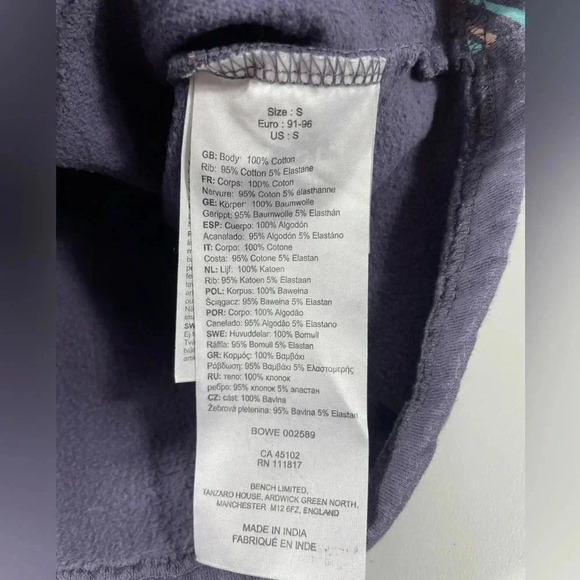 Size : S
Euro : 91-96
US : S
GB: Body: 100% Cotton
Rib: 95% Cotton 5% Elastane
FR: Corps: 100% Coton
Nervure: 95% Coton 5% élasthanne
GE: Körper: 100% Baumwolle
Gerippt: 95% Baumwolle 5% Elasthan
ESP: Cuerpo: 100% Algodón
Acanalado: 95% Algodón 5% Elastáno
IT: Corpo: 100% Cotone
Costa: 95% Cotone 5% Elastan
NL: Lijf: 100% Katoen
Rib: 95% Katoen 5% Elastaan
POL: Korpus: 100% Bawełna
Ściągacz: 95% Bawełna 5% Elastan
POR: Corpo: 100% Algodão
Canelado: 95% Algodão 5% Elastano
SWE: Huvuddelar: 100% Bomull
Räffla: 95% Bomull 5% Elastan
GR: Κορμός: 100% Βαμβάκι
Ράβδωση: 95% Βαμβάκι 5% Ελαστομερής
RU: тело: 100% хлопок
ребро: 95% хлопок 5% эластан
CZ: část: 100% Bavlna
Žebrová pletenina: 95% Bavlna 5% Elastan
BOWE 002589
CA 45102
RN 111817
BENCH LIMITED,
TANZARO HOUSE, ARDWICK GREEN NORTH,
MANCHESTER M12 6FZ, ENGLAND
MADE IN INDIA
FABRIQUÉ EN INDE